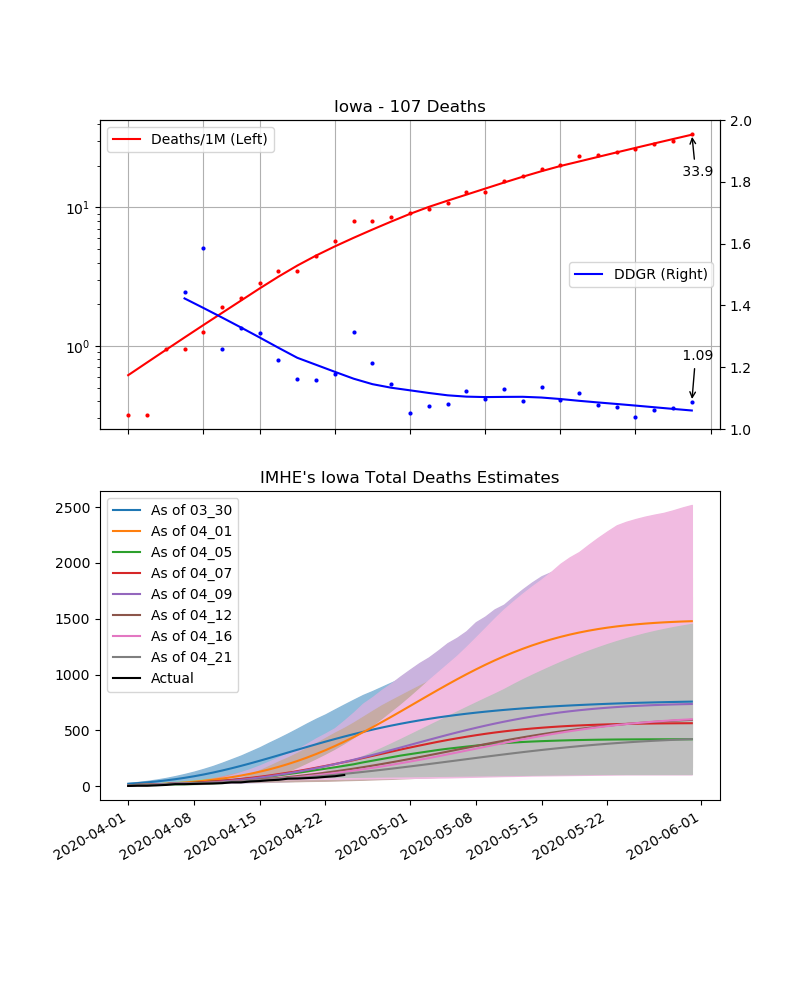 Iowa - 107 Deaths
Deaths/1M (Left)
2.0
1.8
33.9
10¹
1.6
DDGR (Right)
1.4
10⁰
1.09
1.2
1.0
IMHE's Iowa Total Deaths Estimates
2500
2000
1500
1000
500
0
As of 03_30
As of 04_01
As of 04_05
As of 04_07
As of 04_09
As of 04_12
As of 04_16
As of 04_21
Actual
2020-04-01
2020-04-08
2020-04-15
2020-04-22
2020-05-01
2020-05-08
2020-05-15
2020-05-22
2020-06-01